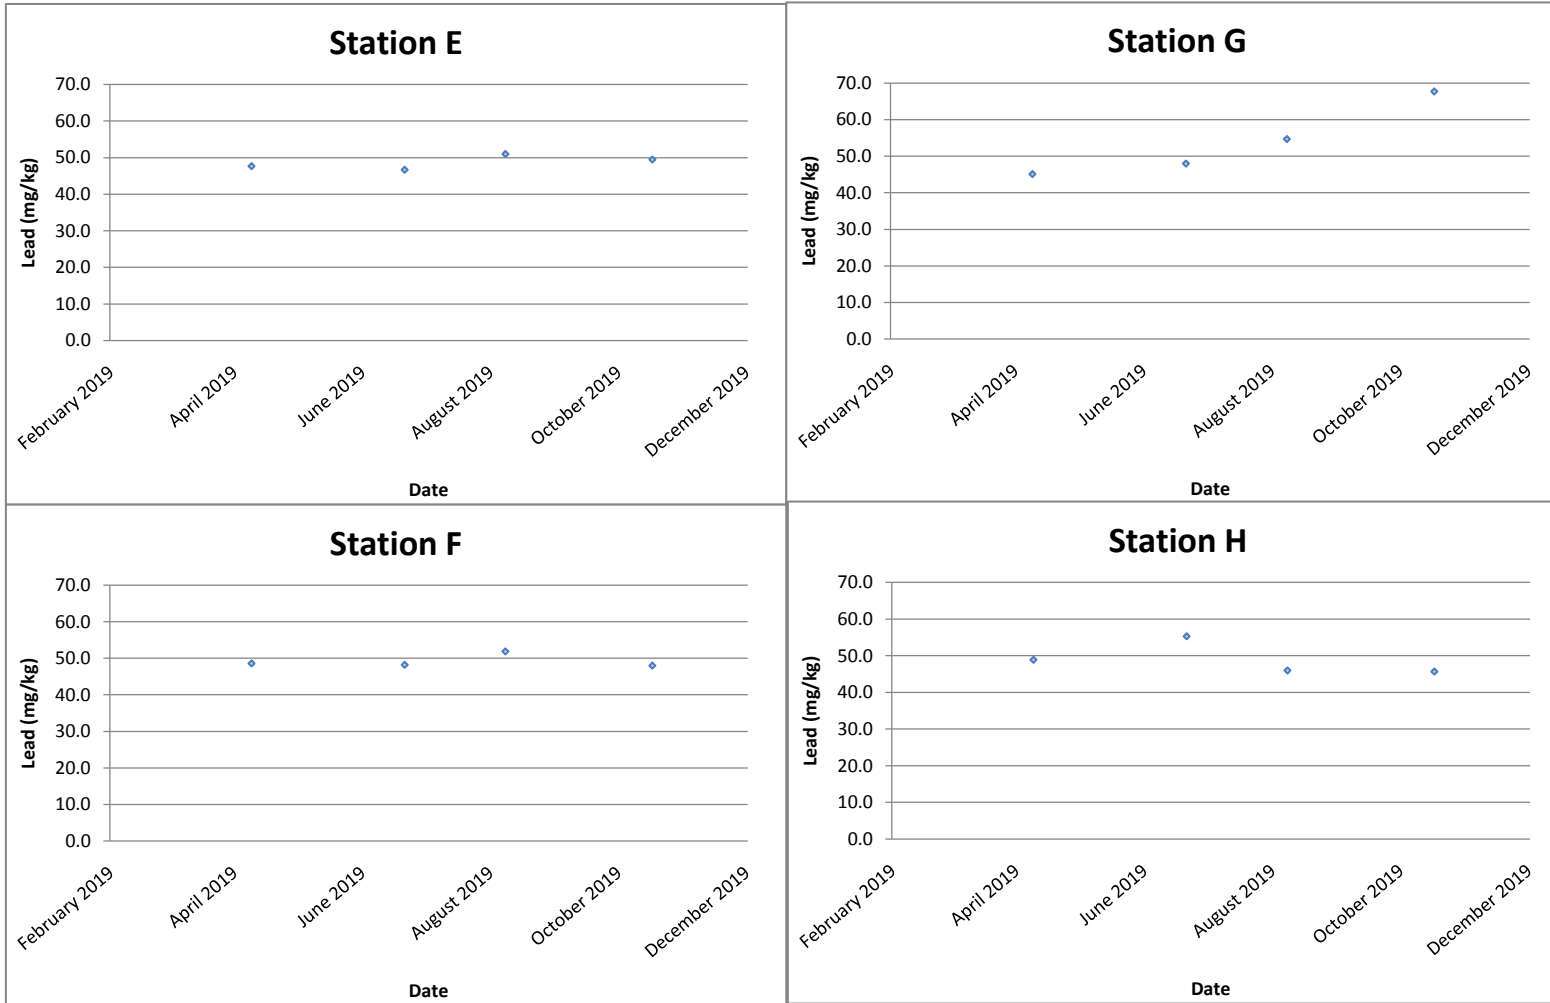 Station E
70.0
60.0
50.0
40.0
30.0
20.0
10.0
0.0
Lead (mg/kg)
February 2019
April 2019
June 2019
August 2019
October 2019
December 2019
Date
Station G
70.0
60.0
50.0
40.0
30.0
20.0
10.0
0.0
Lead (mg/kg)
February 2019
April 2019
June 2019
August 2019
October 2019
December 2019
Date
Station F
70.0
60.0
50.0
40.0
30.0
20.0
10.0
0.0
Lead (mg/kg)
February 2019
April 2019
June 2019
August 2019
October 2019
December 2019
Date
Station H
70.0
60.0
50.0
40.0
30.0
20.0
10.0
0.0
Lead (mg/kg)
February 2019
April 2019
June 2019
August 2019
October 2019
December 2019
Date